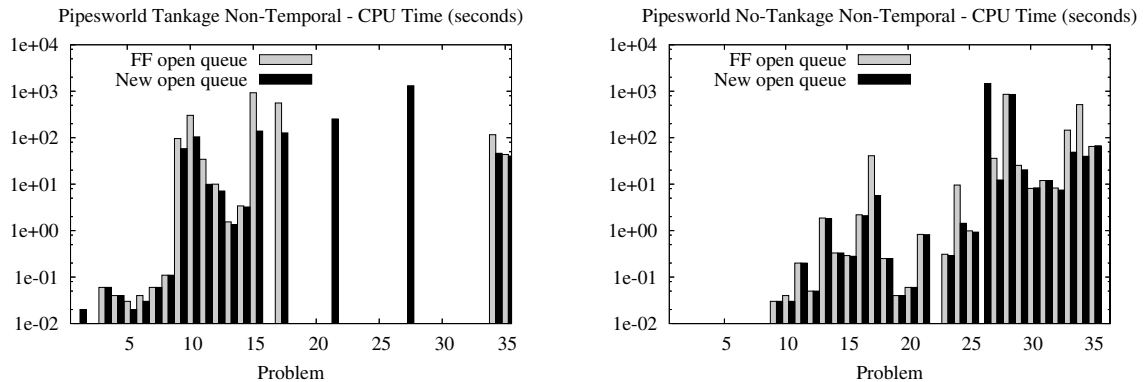 Pipesworld Tankage Non-Temporal - CPU Time (seconds)
1e+04
1e+03
1e+02
1e+01
1e+00
1e-01
1e-02
FF open queue
New open queue
5 10 15 20 25 30 35
Problem
Pipesworld No-Tankage Non-Temporal - CPU Time (seconds)
1e+04
1e+03
1e+02
1e+01
1e+00
1e-01
1e-02
FF open queue
New open queue
5 10 15 20 25 30 35
Problem